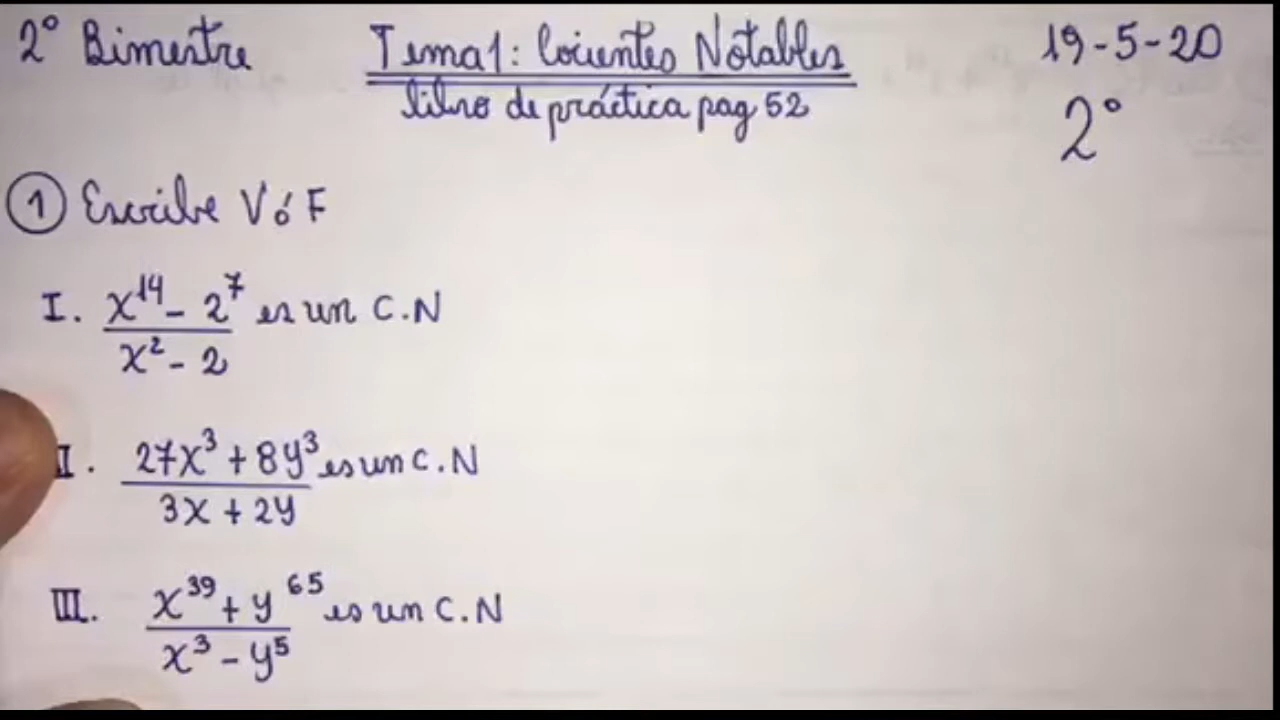 2° Bimestre Tema 1: Cocientes Notables 19-5-20
libro de práctica pag 52 2°
① Escribe V ó F
I. x¹⁴ - 2⁷ es un C.N
x² - 2
II. 27x³ + 8y³ es un C.N
3x + 2y
III. x³⁹ + y⁶⁵ es un C.N
x³ - y⁵